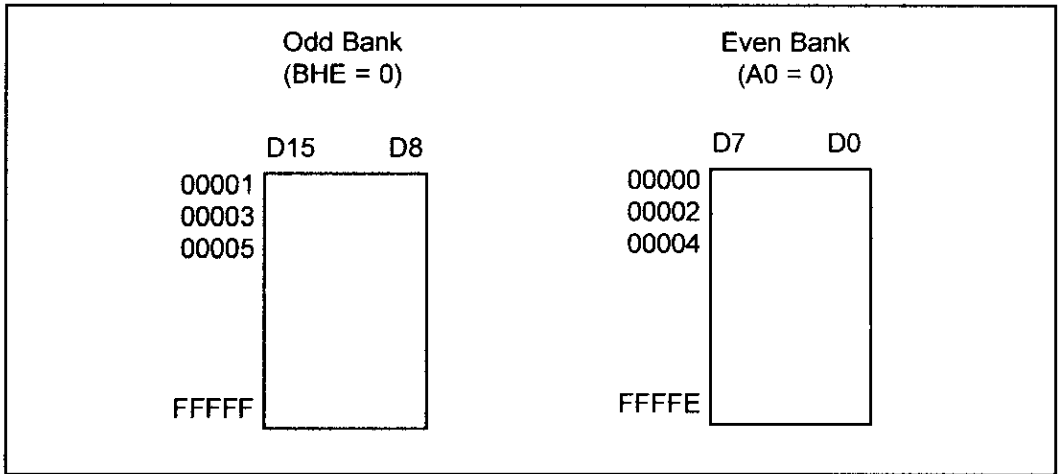 Odd Bank
(BHE = 0)
D15 D8
00001
00003
00005
FFFFF
Even Bank
(A0 = 0)
D7 D0
00000
00002
00004
FFFFE